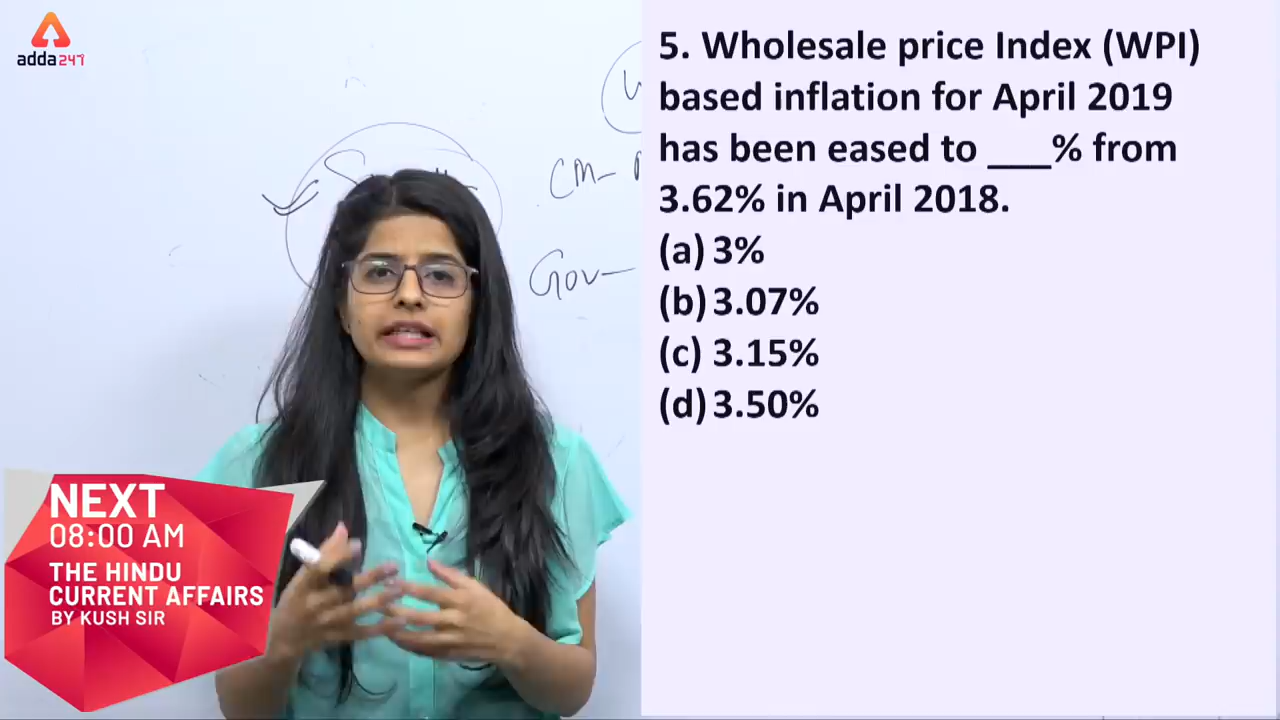 adda247
5. Wholesale price Index (WPI)
based inflation for April 2019
has been eased to ___% from
3.62% in April 2018.
(a) 3%
(b) 3.07%
(c) 3.15%
(d) 3.50%
CM-
Gov-
NEXT
08:00 AM
THE HINDU
CURRENT AFFAIRS
BY KUSH SIR